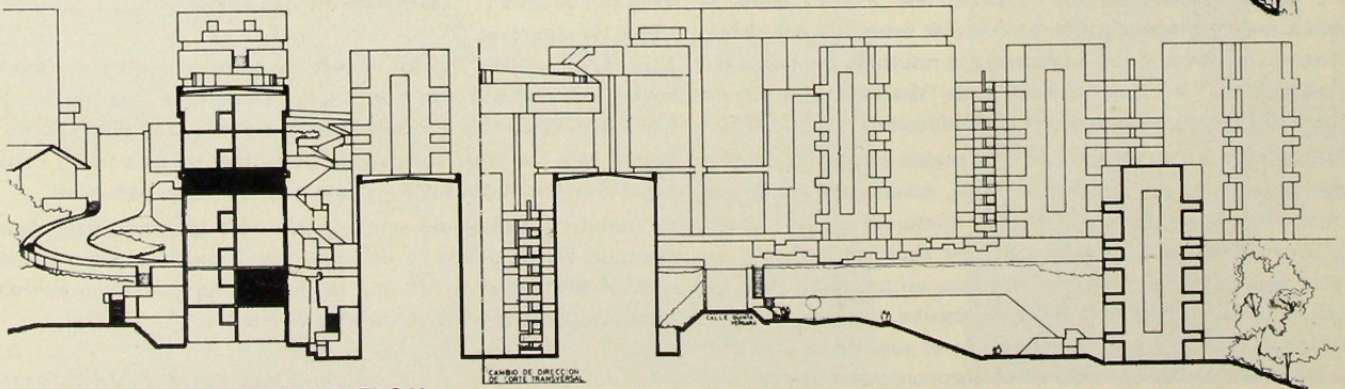 CALLE QUINTA
VERGARA
CAMBIO DE DIRECCION
DE CORTE TRANSVERSAL